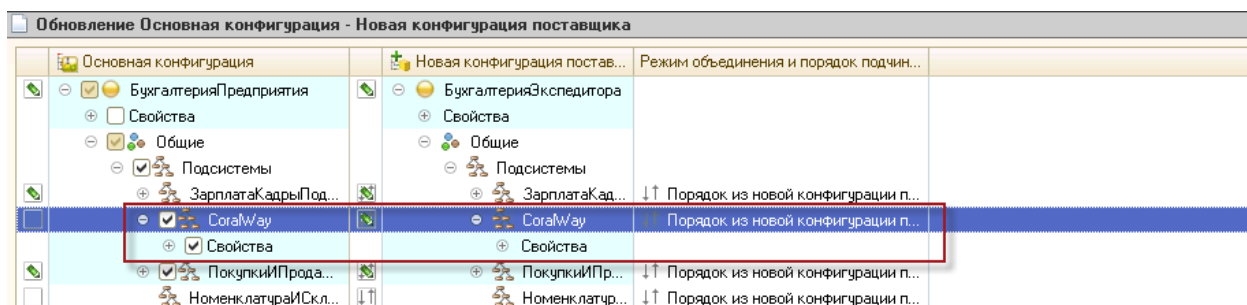 Обновление Основная конфигурация - Новая конфигурация поставщика
Основная конфигурация Новая конфигурация постав... Режим объединения и порядок подчин...
БухгалтерияПредприятия БухгалтерияЭкспедитора
Свойства Свойства
Общие Общие
Подсистемы Подсистемы
ЗарплатаКадрыПод... ЗарплатаКад... Порядок из новой конфигурации п...
CoralWay CoralWay Порядок из новой конфигурации п...
Свойства Свойства
ПокупкиИПрода... ПокупкиИПр... Порядок из новой конфигурации п...
НоменклатураИСкл... Номенклатур... Порядок из новой конфигурации п...